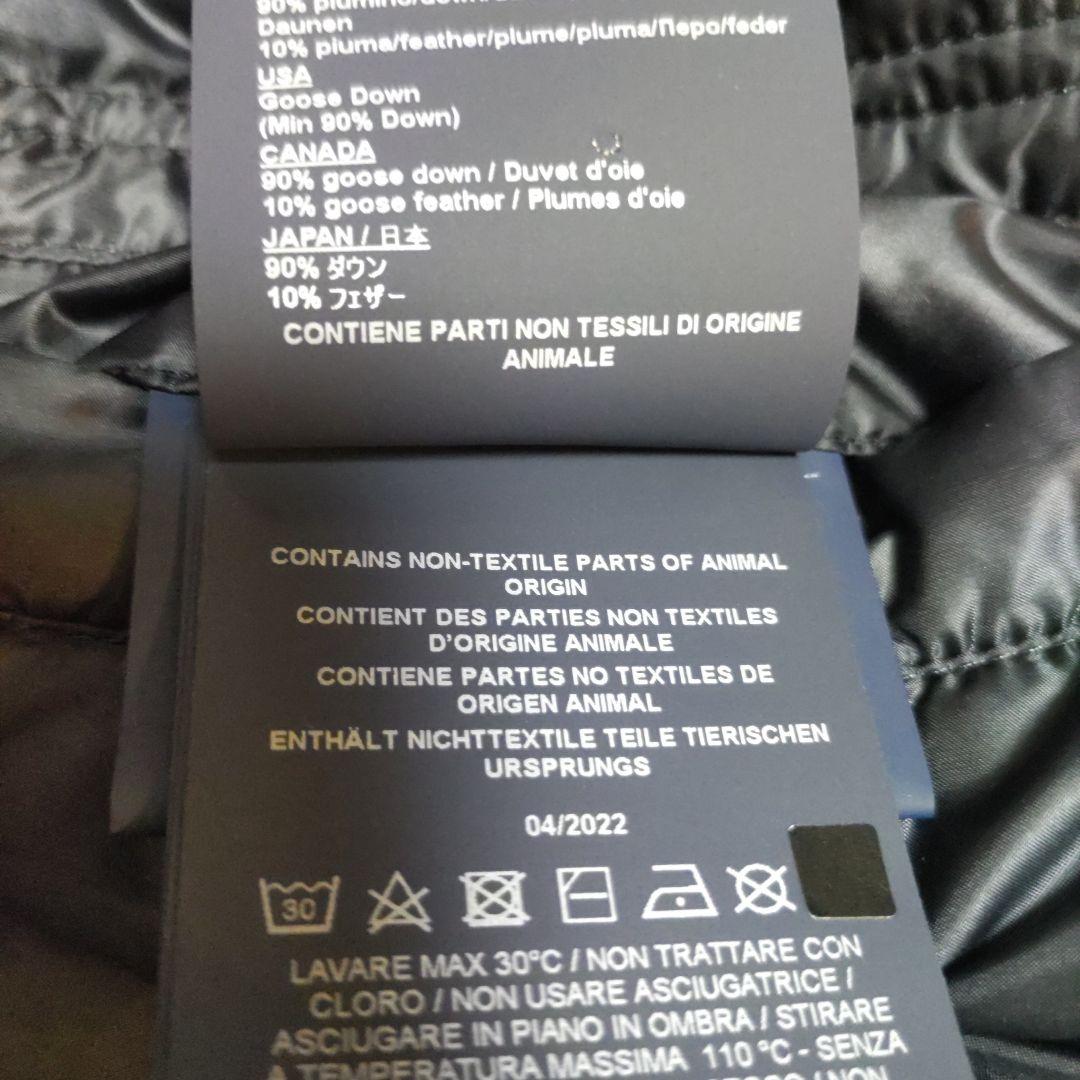 90% piumino/down/
Daunen
10% piuma/feather/plume/pluma/Перо/feder
USA
Goose Down
(Min 90% Down)
CANADA
90% goose down / Duvet d'oie
10% goose feather / Plumes d'oie
JAPAN / 日本
90% ダウン
10% フェザー
CONTIENE PARTI NON TESSILI DI ORIGINE
ANIMALE
CONTAINS NON-TEXTILE PARTS OF ANIMAL
ORIGIN
CONTIENT DES PARTIES NON TEXTILES
D'ORIGINE ANIMALE
CONTIENE PARTES NO TEXTILES DE
ORIGEN ANIMAL
ENTHÄLT NICHTTEXTILE TEILE TIERISCHEN
URSPRUNGS
04/2022
30
LAVARE MAX 30°C / NON TRATTARE CON
CLORO / NON USARE ASCIUGATRICE /
ASCIUGARE IN PIANO IN OMBRA / STIRARE
A TEMPERATURA MASSIMA 110 °C - SENZA
/ NON